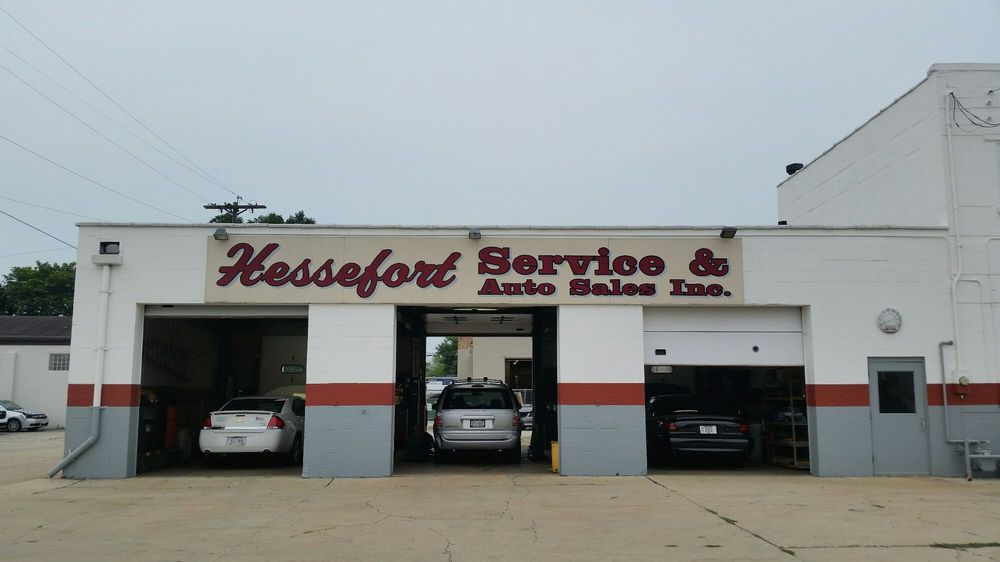 Hessefort Service &
Auto Sales Inc.